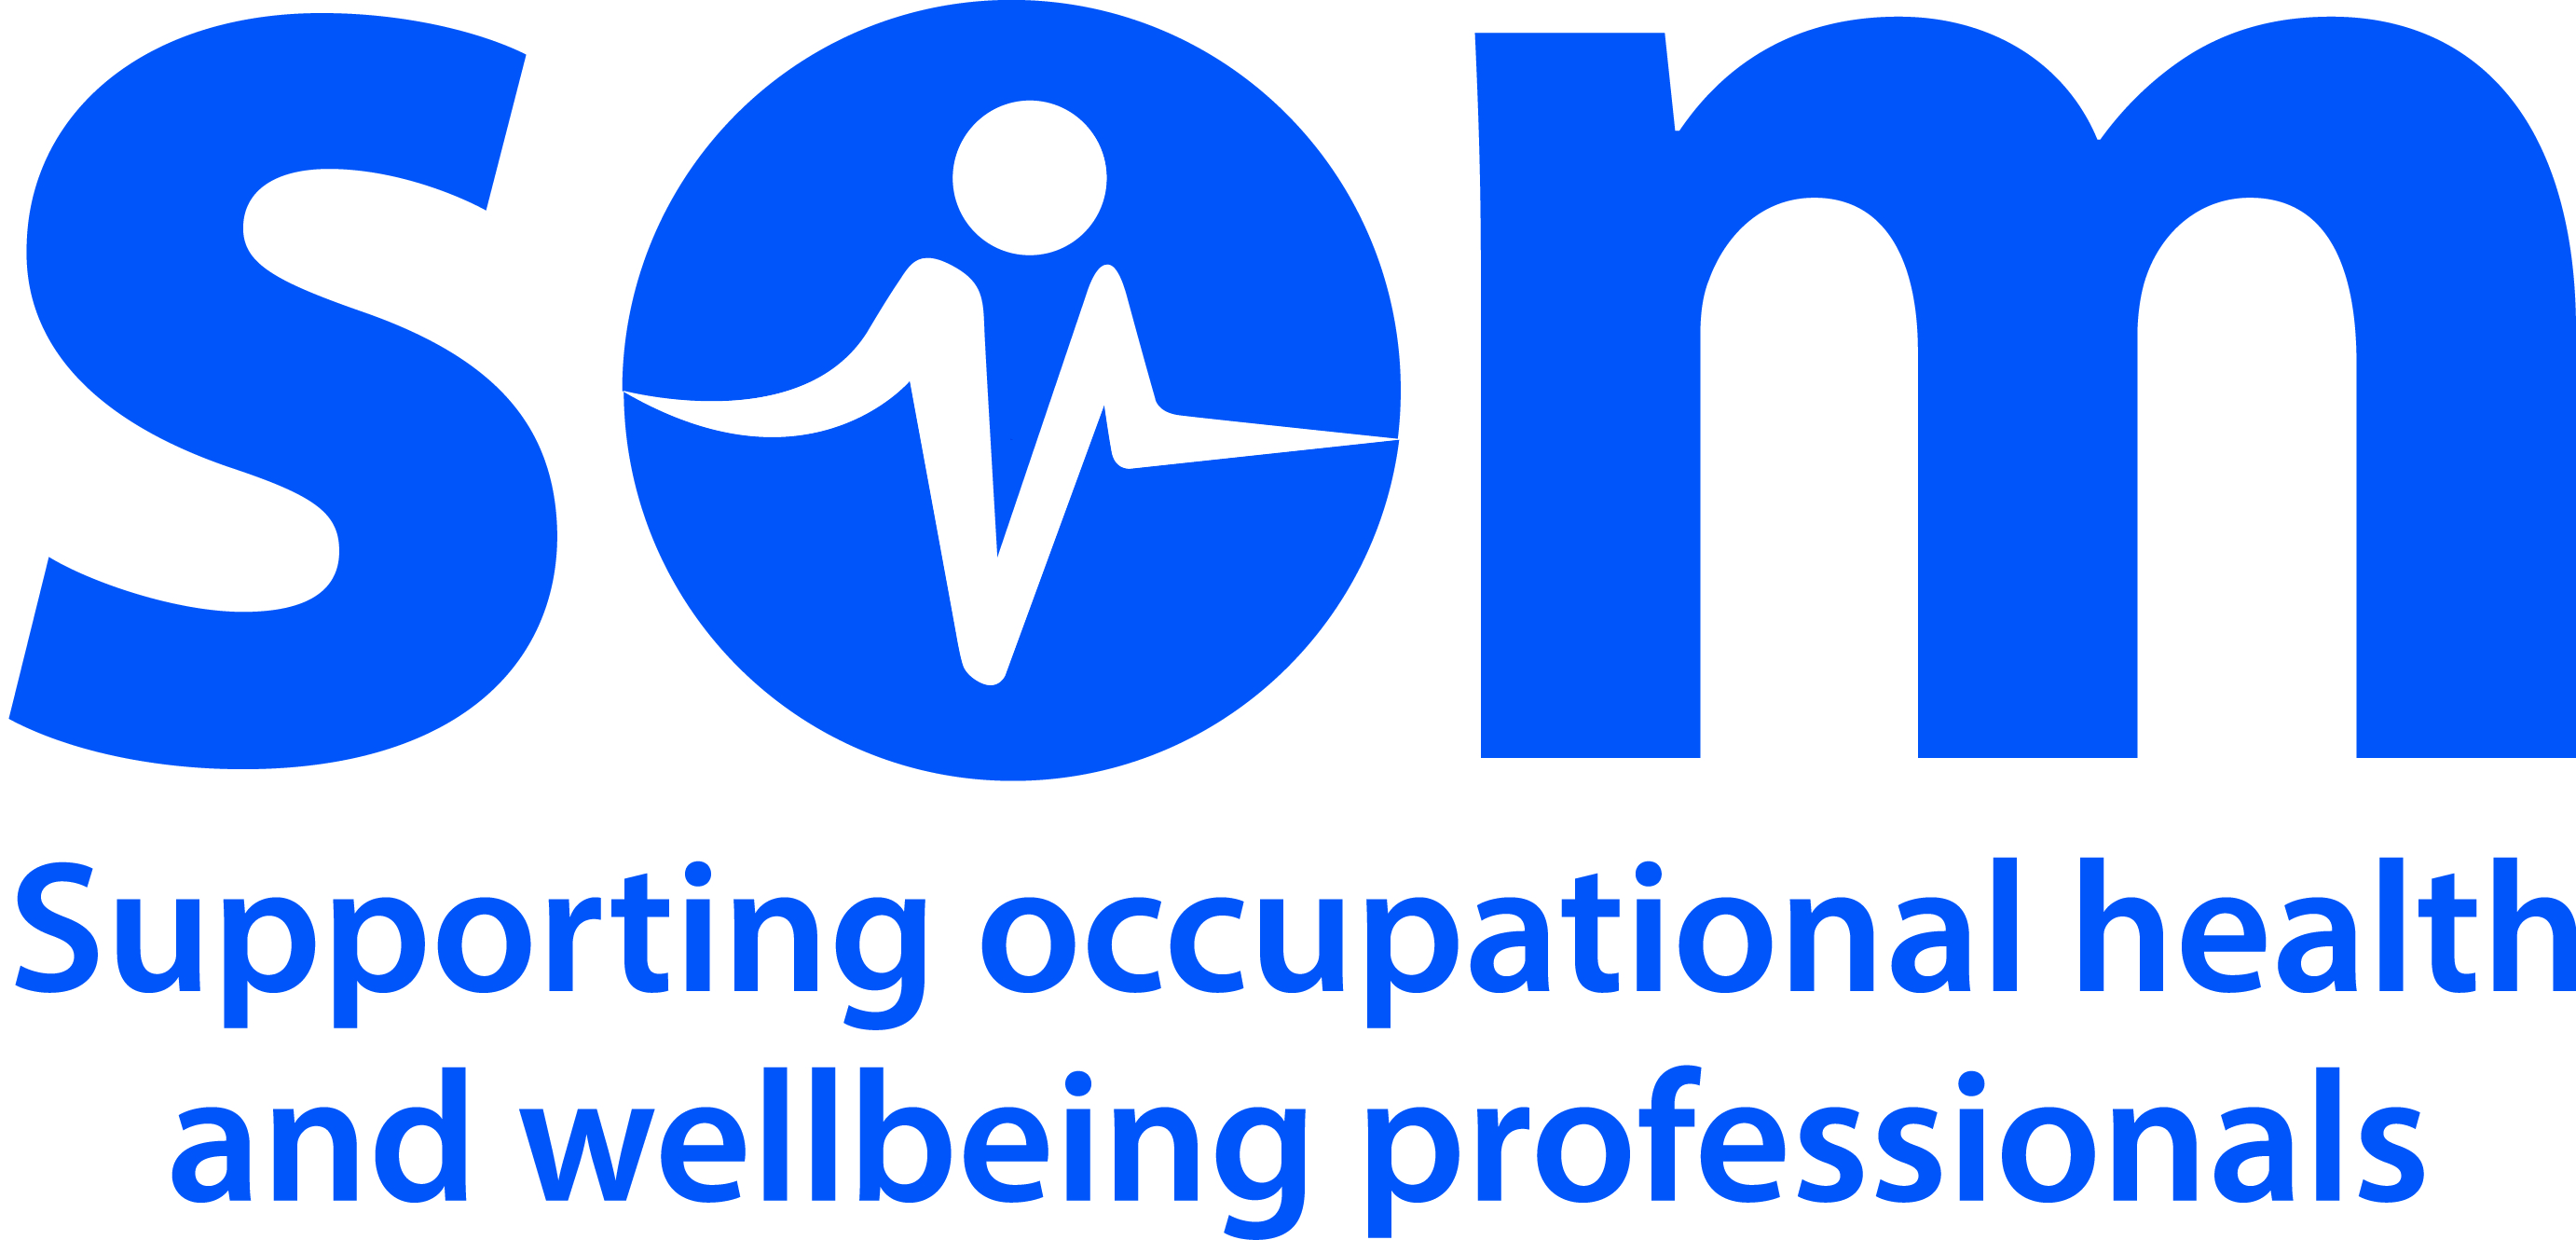 som
Supporting occupational health
and wellbeing professionals